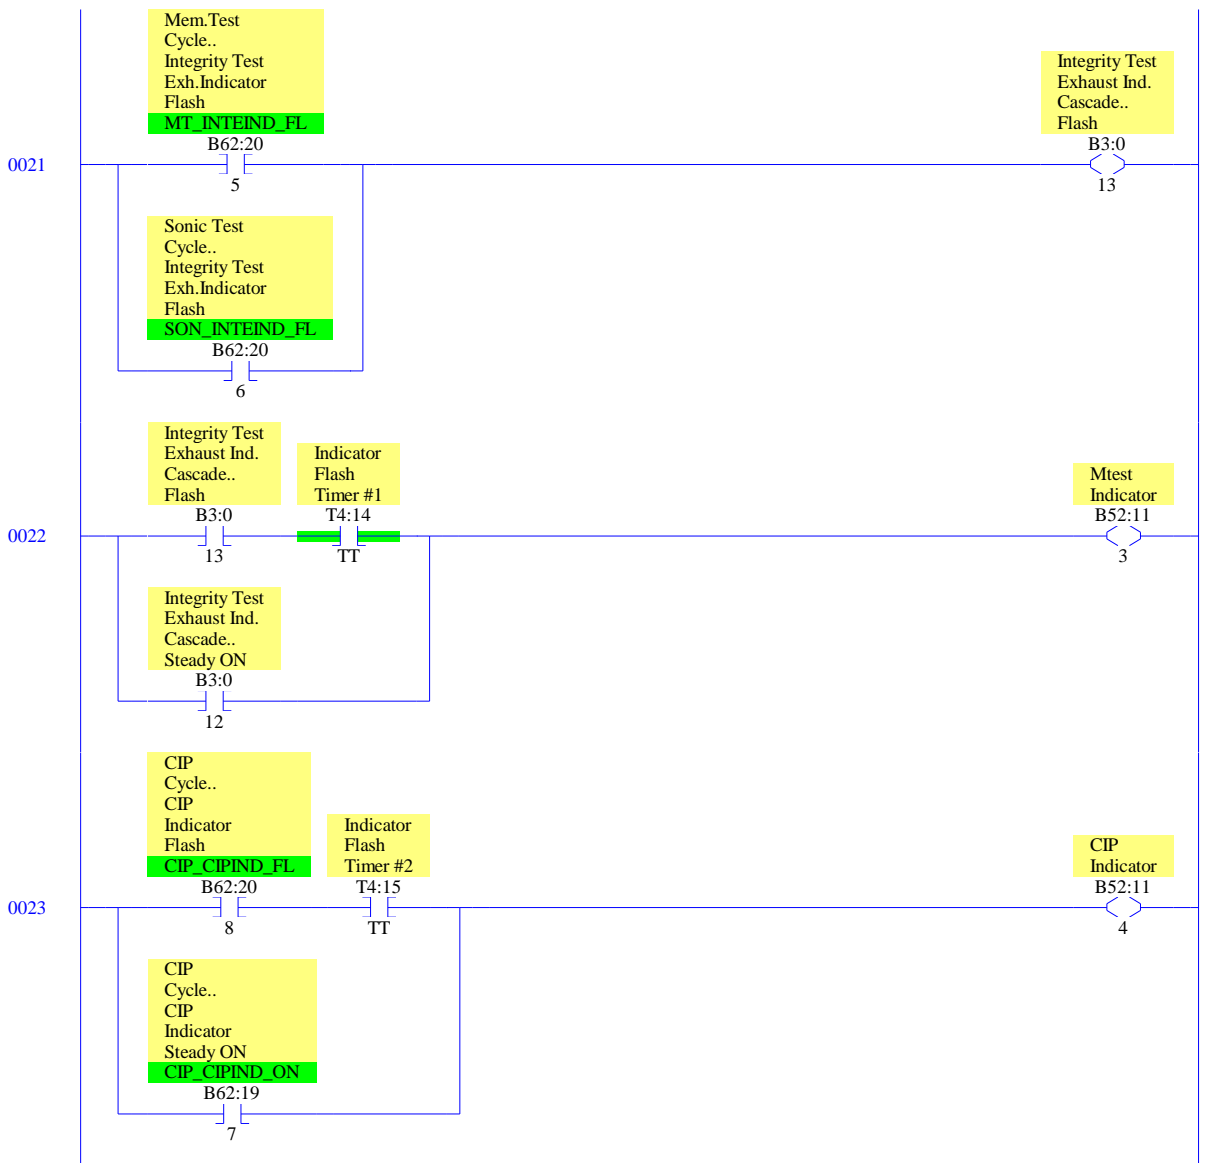 Mem.Test
Cycle..
Integrity Test
Exh.Indicator
Flash
MT_INTEIND_FL
B62:20
5
Integrity Test
Exhaust Ind.
Cascade..
Flash
B3:0
13
0021
Sonic Test
Cycle..
Integrity Test
Exh.Indicator
Flash
SON_INTEIND_FL
B62:20
6
Integrity Test
Exhaust Ind.
Cascade..
Flash
B3:0
13
Indicator
Flash
Timer #1
T4:14
TT
Mtest
Indicator
B52:11
3
0022
Integrity Test
Exhaust Ind.
Cascade..
Steady ON
B3:0
12
CIP
Cycle..
CIP
Indicator
Flash
CIP_CIPIND_FL
B62:20
8
Indicator
Flash
Timer #2
T4:15
TT
CIP
Indicator
B52:11
4
0023
CIP
Cycle..
CIP
Indicator
Steady ON
CIP_CIPIND_ON
B62:19
7